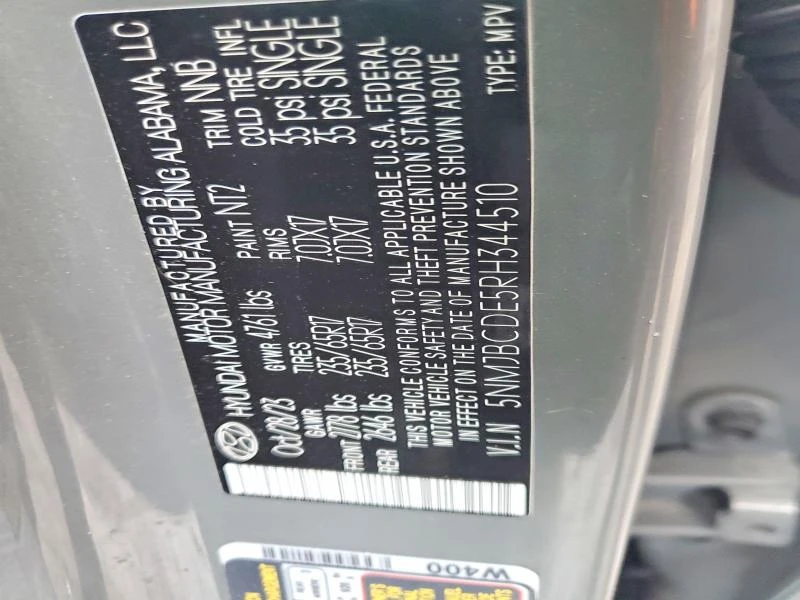 MANUFACTURED BY
HYUNDAI MOTOR MANUFACTURING ALABAMA, LLC
Oct/28/23 GVWR 4761 lbs PAINT NT2 TRIM NNB
GAWR TIRES RIMS COLD TIRE INFL
FRONT 2778 lbs 235/65R17 7.0JX17 35 psi SINGLE
REAR 2646 lbs 235/65R17 7.0JX17 35 psi SINGLE
THIS VEHICLE CONFORMS TO ALL APPLICABLE U.S.A. FEDERAL
MOTOR VEHICLE SAFETY AND THEFT PREVENTION STANDARDS
IN EFFECT ON THE DATE OF MANUFACTURE SHOWN ABOVE
V.I.N 5NMJBCDE5RH344510 TYPE: MPV
W400